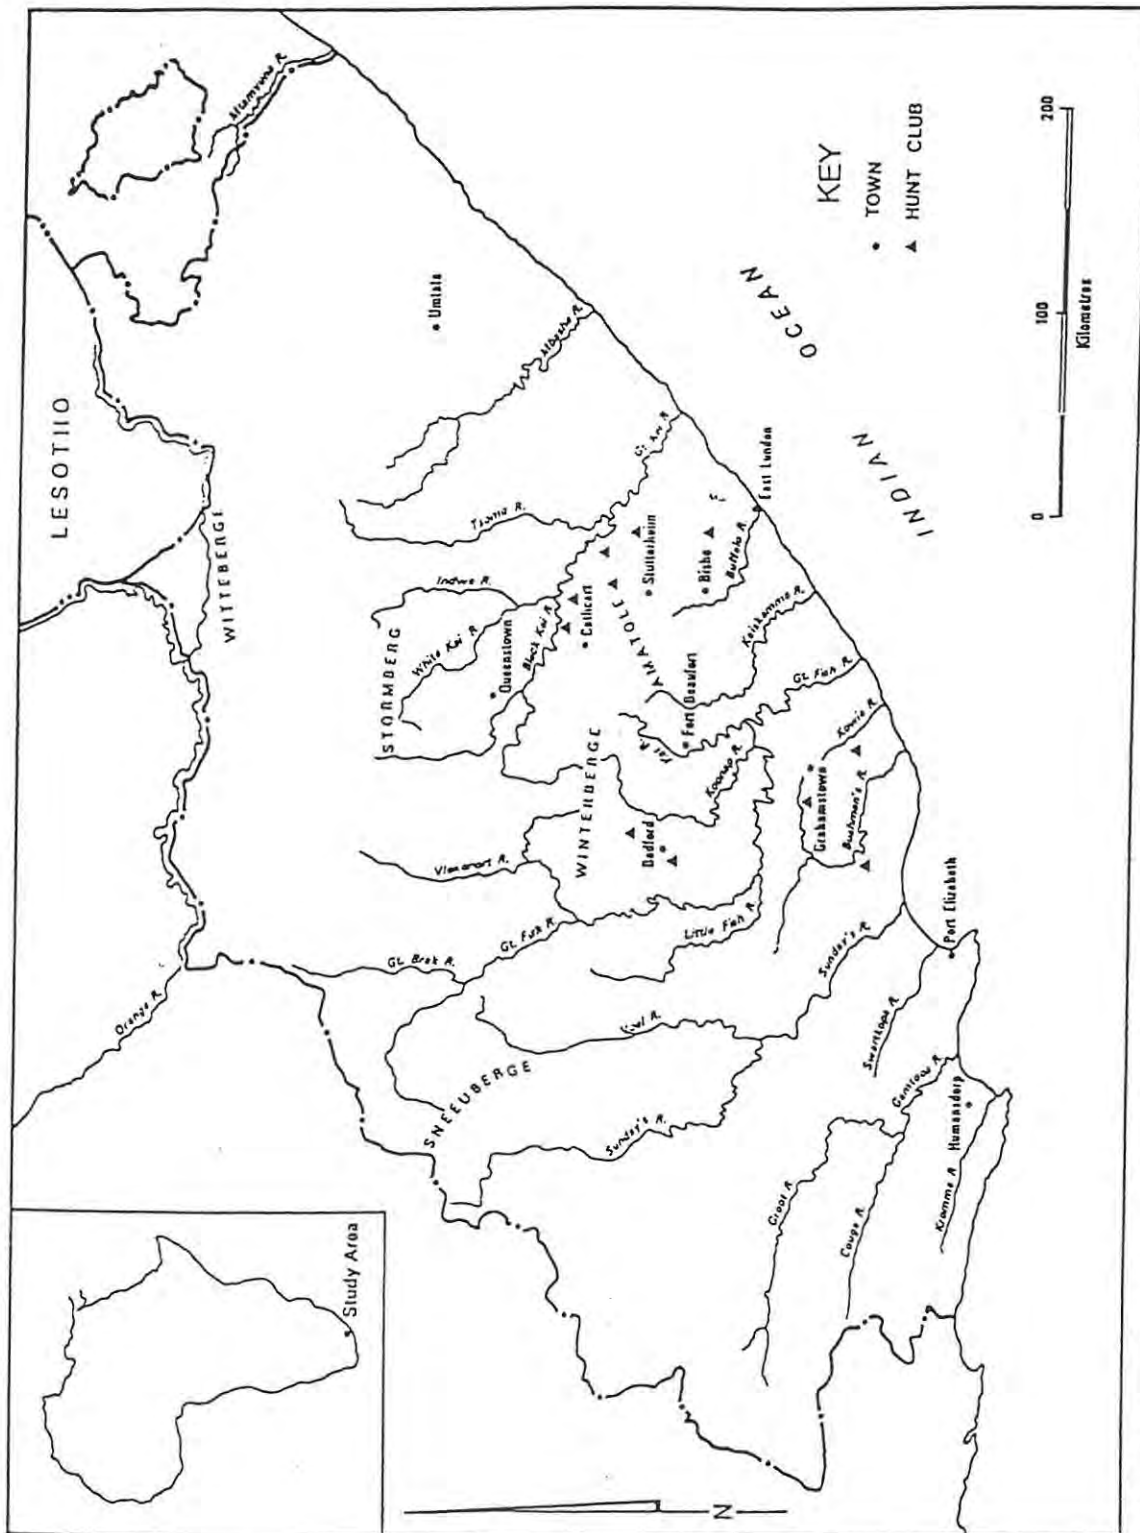 LESOTHO
WITTEBERGE
STORMBERG
AMATOLE
WINTERBERGE
SNEEUBERGE
INDIAN OCEAN
Umtata
Queenstown
Cathcart
Stutterheim
Bisho
East London
Fort Beaufort
Bedford
Grahamstown
Port Elizabeth
Humansdorp
Orange R.
Mtamvuna R.
Mbashe R.
Gt. Kei R.
Tsomo R.
Indwe R.
White Kei R.
Black Kei R.
Buffalo R.
Keiskamma R.
Gt. Fish R.
Kat R.
Koonap R.
Kowie R.
Bushman's R.
Vlekpoort R.
Gt. Fish R.
Gt. Brak R.
Little Fish R.
Sunday's R.
Sunday's R.
Swartkops R.
Gamtoos R.
Groot R.
Couga R.
Kromme R.
KEY
TOWN
HUNT CLUB
0 100 200
Kilometres
Study Area
N